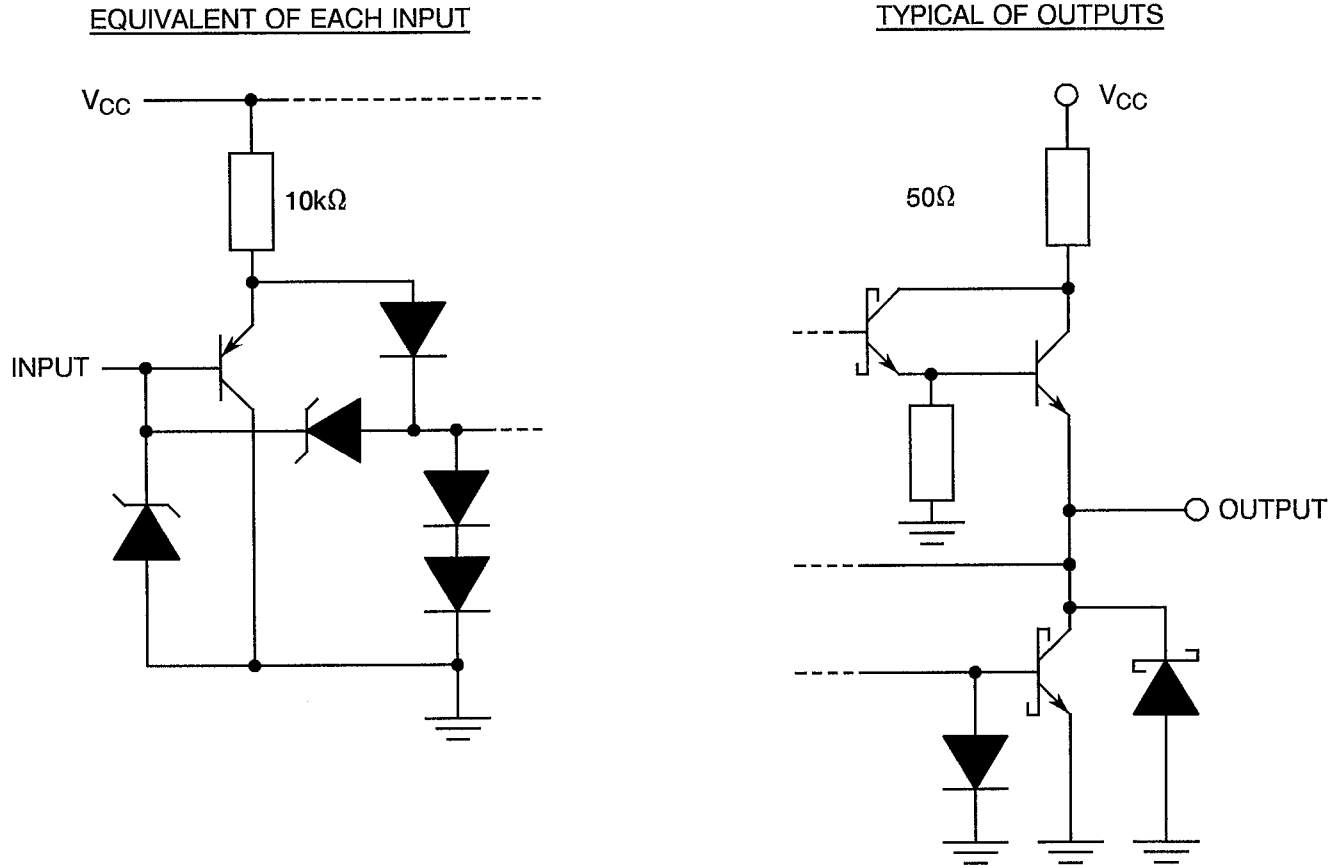 EQUIVALENT OF EACH INPUT
VCC
10kΩ
INPUT
TYPICAL OF OUTPUTS
VCC
50Ω
OUTPUT